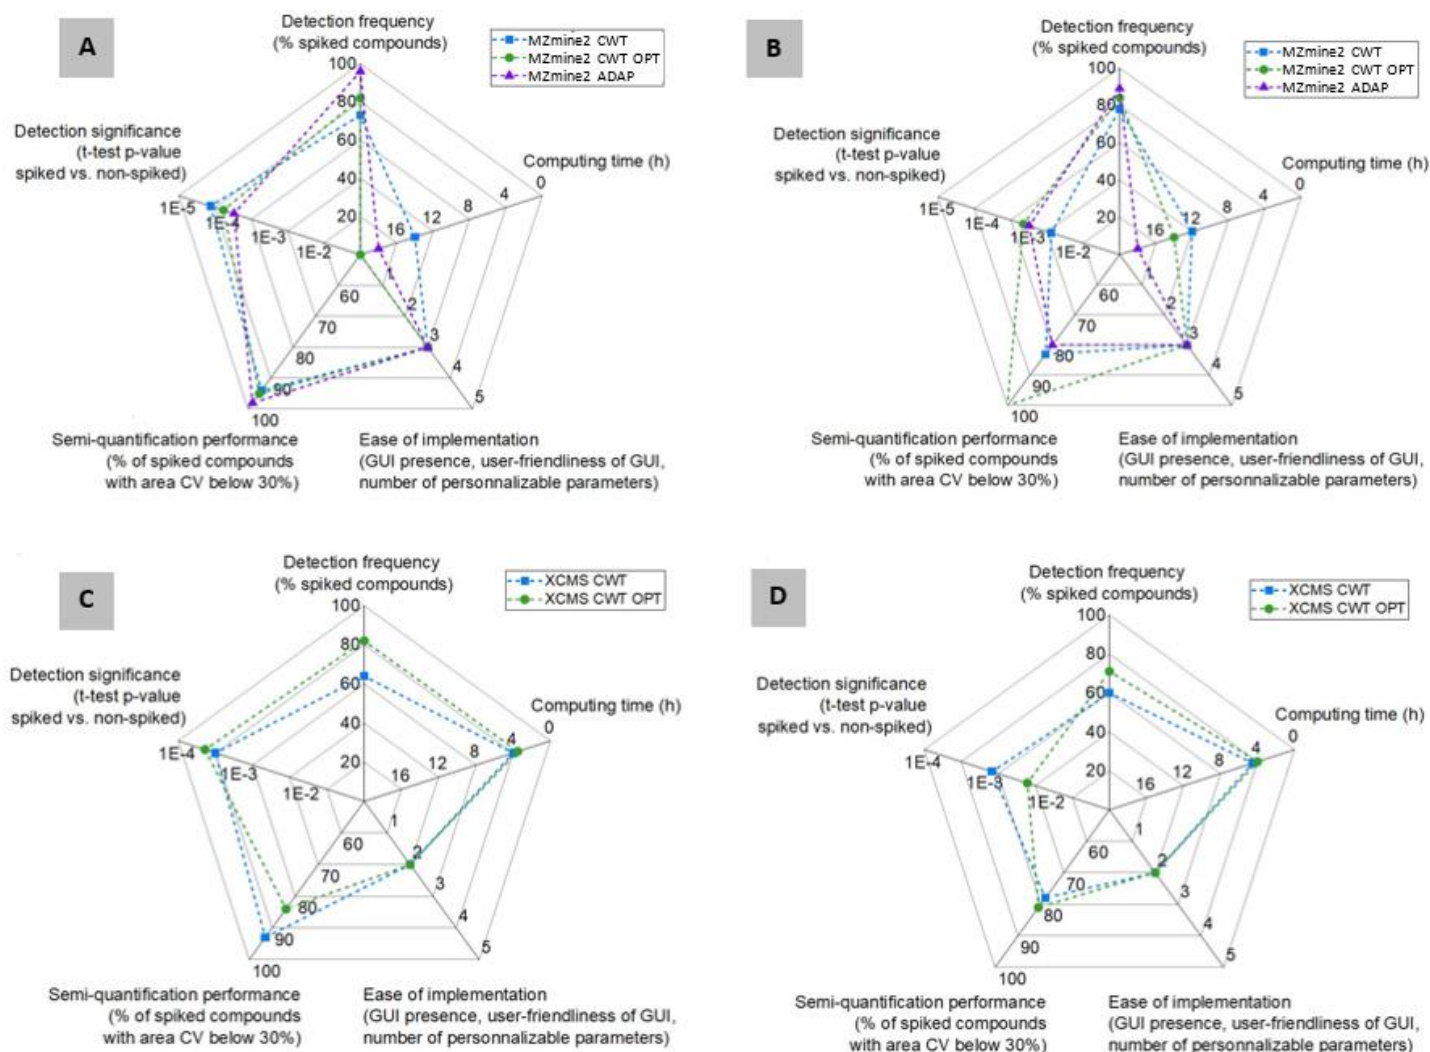 A
Detection frequency
(% spiked compounds)
MZmine2 CWT
MZmine2 CWT OPT
MZmine2 ADAP
100
80
60
40
20
Detection significance
(t-test p-value
spiked vs. non-spiked)
1E-5
1E-4
1E-3
1E-2
Computing time (h)
0
4
8
12
16
1
2
3
4
5
60
70
80
90
100
Semi-quantification performance
(% of spiked compounds
with area CV below 30%)
Ease of implementation
(GUI presence, user-friendliness of GUI,
number of personnalizable parameters)
B
Detection frequency
(% spiked compounds)
MZmine2 CWT
MZmine2 CWT OPT
MZmine2 ADAP
100
80
60
40
20
Detection significance
(t-test p-value
spiked vs. non-spiked)
1E-5
1E-4
1E-3
1E-2
Computing time (h)
0
4
8
12
16
1
2
3
4
5
60
70
80
90
100
Semi-quantification performance
(% of spiked compounds
with area CV below 30%)
Ease of implementation
(GUI presence, user-friendliness of GUI,
number of personnalizable parameters)
C
Detection frequency
(% spiked compounds)
XCMS CWT
XCMS CWT OPT
100
80
60
40
20
Detection significance
(t-test p-value
spiked vs. non-spiked)
1E-4
1E-3
1E-2
Computing time (h)
0
4
8
12
16
1
2
3
4
5
60
70
80
90
100
Semi-quantification performance
(% of spiked compounds
with area CV below 30%)
Ease of implementation
(GUI presence, user-friendliness of GUI,
number of personnalizable parameters)
D
Detection frequency
(% spiked compounds)
XCMS CWT
XCMS CWT OPT
100
80
60
40
20
Detection significance
(t-test p-value
spiked vs. non-spiked)
1E-4
1E-3
1E-2
Computing time (h)
0
4
8
12
16
1
2
3
4
5
60
70
80
90
100
Semi-quantification performance
(% of spiked compounds
with area CV below 30%)
Ease of implementation
(GUI presence, user-friendliness of GUI,
number of personnalizable parameters)